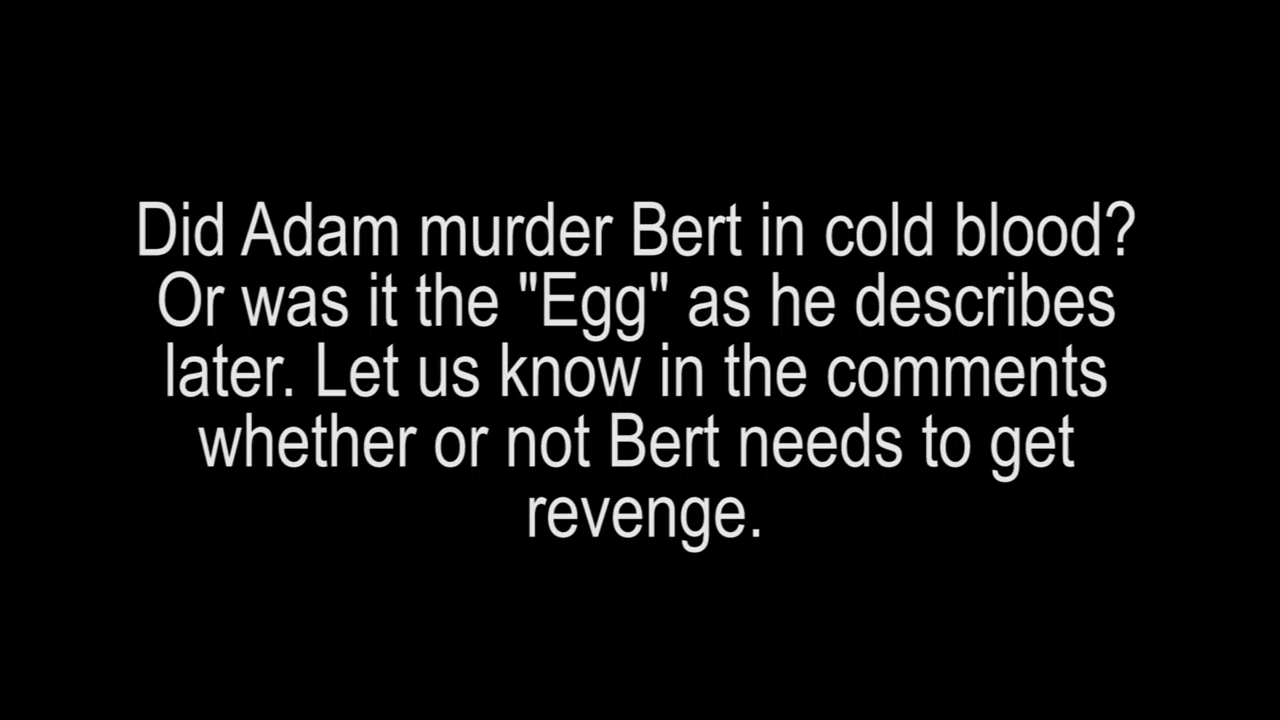 Did Adam murder Bert in cold blood?
Or was it the "Egg" as he describes
later. Let us know in the comments
whether or not Bert needs to get
revenge.